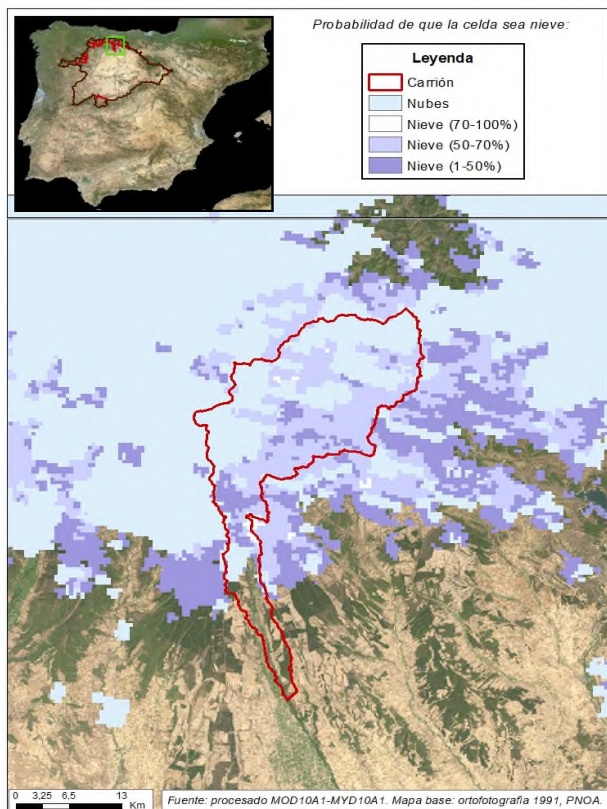 Probabilidad de que la celda sea nieve:
Leyenda
Carrión
Nubes
Nieve (70-100%)
Nieve (50-70%)
Nieve (1-50%)
0 3,25 6,5 13
Km
Fuente: procesado MOD10A1-MYD10A1. Mapa base: ortofotografía 1991, PNOA